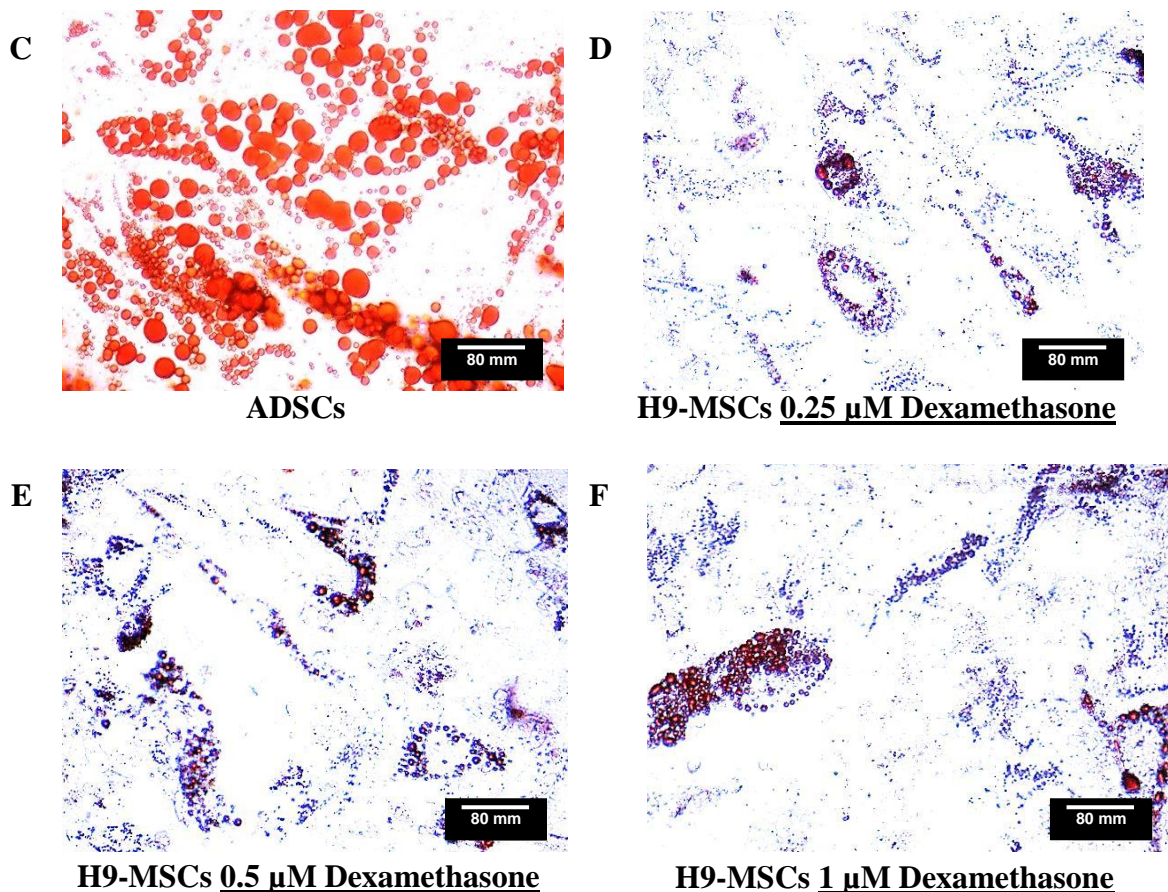 C
D
80 mm
80 mm
ADSCs
H9-MSCs 0.25 µM Dexamethasone
E
F
80 mm
80 mm
H9-MSCs 0.5 µM Dexamethasone
H9-MSCs 1 µM Dexamethasone